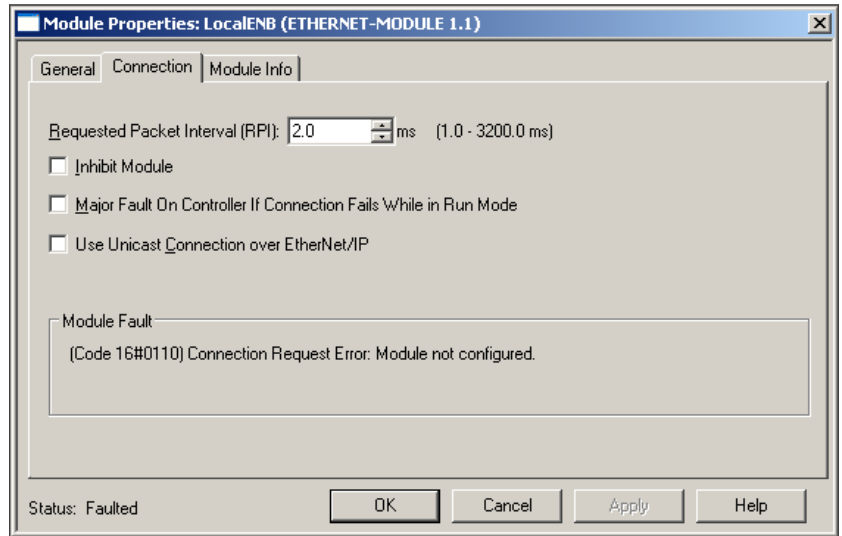 Module Properties: LocalENB (ETHERNET-MODULE 1.1)
General Connection Module Info
Requested Packet Interval (RPI): 2.0 ms (1.0 - 3200.0 ms)
Inhibit Module
Major Fault On Controller If Connection Fails While in Run Mode
Use Unicast Connection over EtherNet/IP
Module Fault
(Code 16#0110) Connection Request Error: Module not configured.
Status: Faulted OK Cancel Apply Help